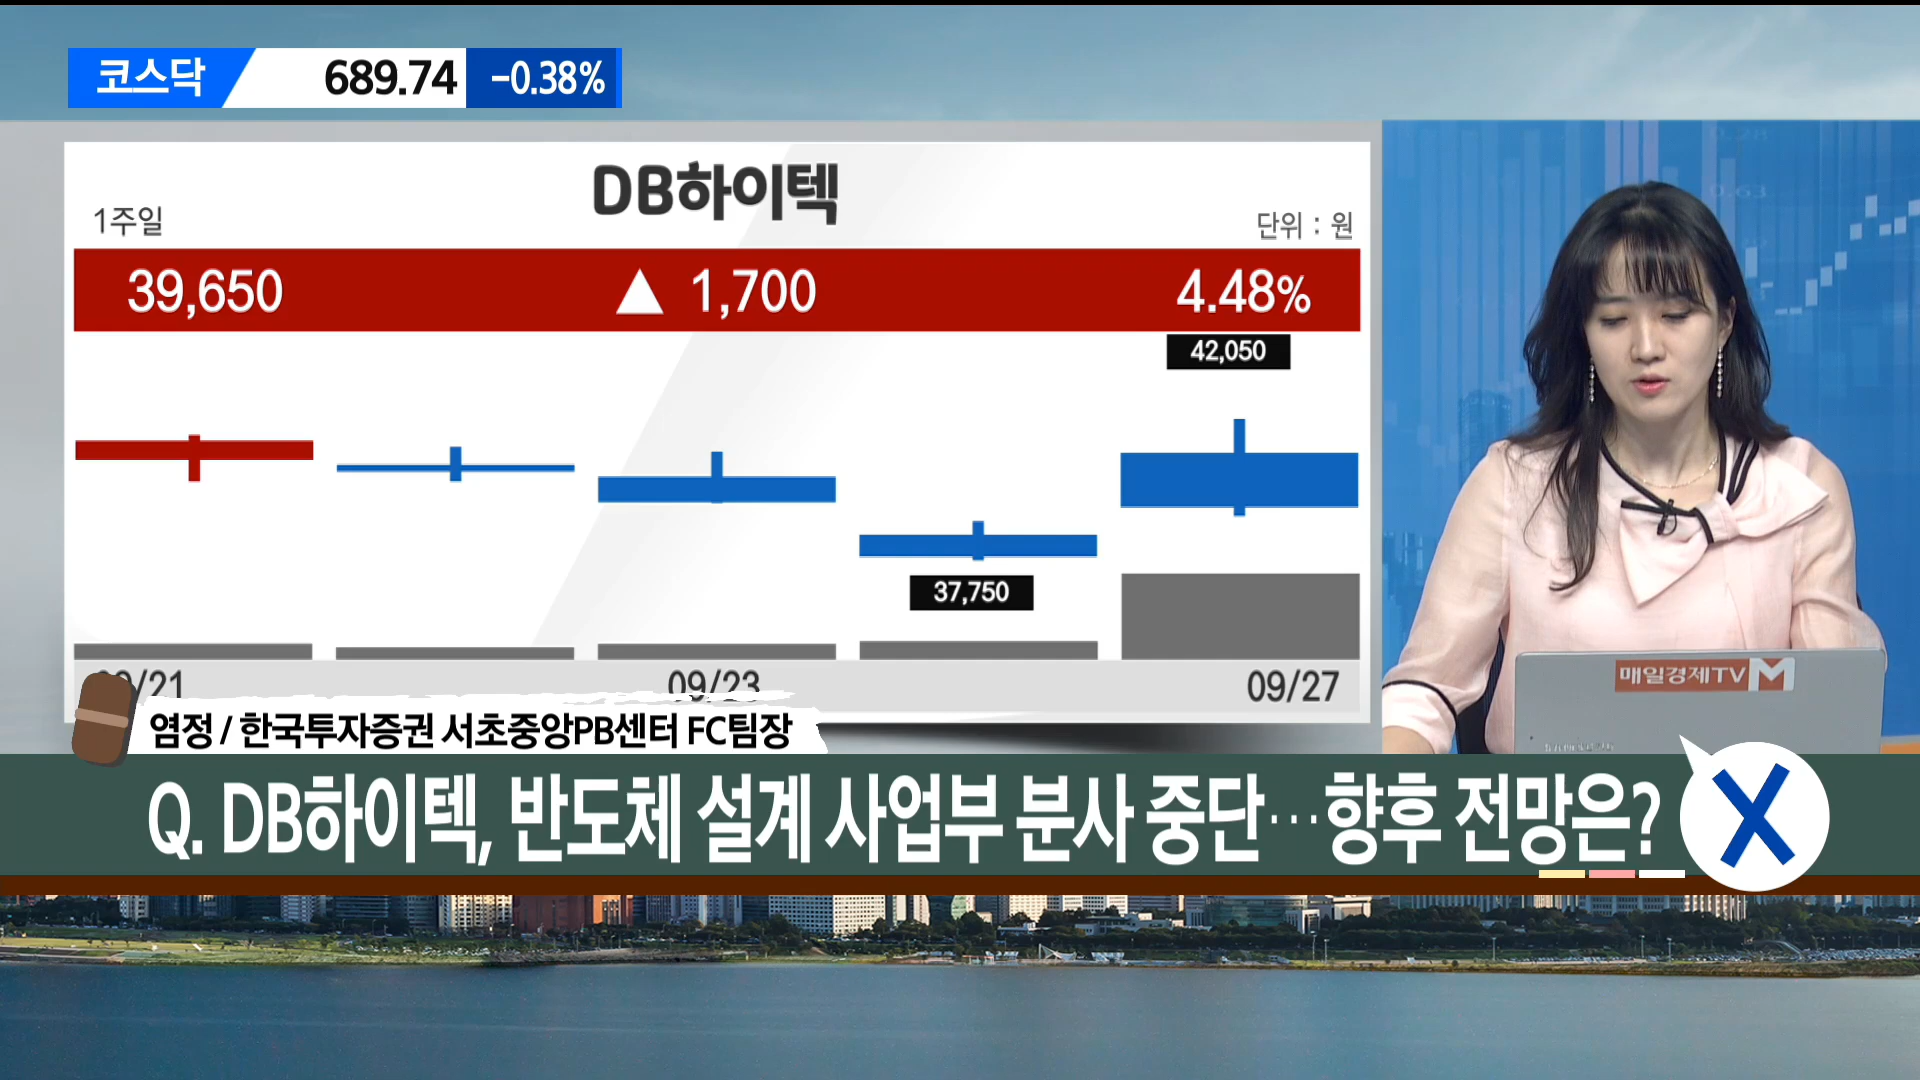 코스닥 689.74 -0.38%
DB하이텍
1주일
단위 : 원
39,650 ▲ 1,700 4.48%
42,050
37,750
/21 09/23 09/27
매일경제TV M
염정 / 한국투자증권 서초중앙PB센터 FC팀장
Q. DB하이텍, 반도체 설계 사업부 분사 중단…향후 전망은?
X